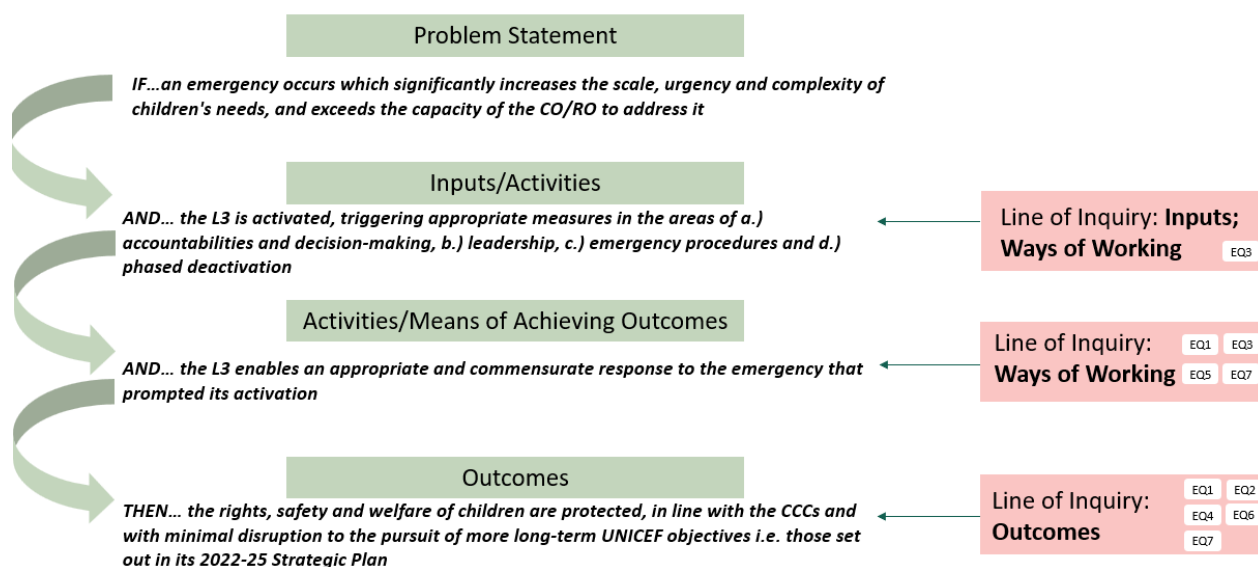 Problem Statement
IF...an emergency occurs which significantly increases the scale, urgency and complexity of
children's needs, and exceeds the capacity of the CO/RO to address it
Inputs/Activities
AND... the L3 is activated, triggering appropriate measures in the areas of a.)
accountabilities and decision-making, b.) leadership, c.) emergency procedures and d.)
phased deactivation
Line of Inquiry: Inputs;
Ways of Working
EQ3
Activities/Means of Achieving Outcomes
AND... the L3 enables an appropriate and commensurate response to the emergency that
prompted its activation
Line of Inquiry:
Ways of Working
EQ1 EQ3
EQ5 EQ7
Outcomes
THEN... the rights, safety and welfare of children are protected, in line with the CCCs and
with minimal disruption to the pursuit of more long-term UNICEF objectives i.e. those set
out in its 2022-25 Strategic Plan
Line of Inquiry:
Outcomes
EQ1 EQ2
EQ4 EQ6
EQ7